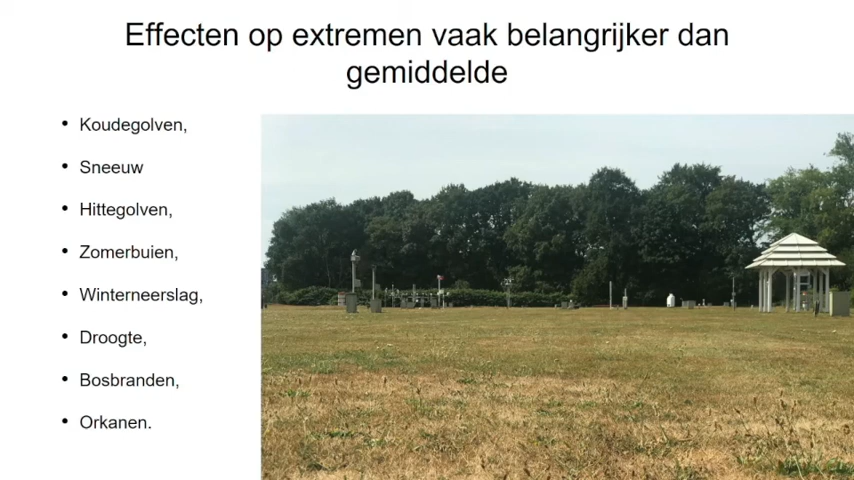 Effecten op extremen vaak belangrijker dan
gemiddelde
• Koudegolven,
• Sneeuw
• Hittegolven,
• Zomerbuien,
• Winterneerslag,
• Droogte,
• Bosbranden,
• Orkanen.